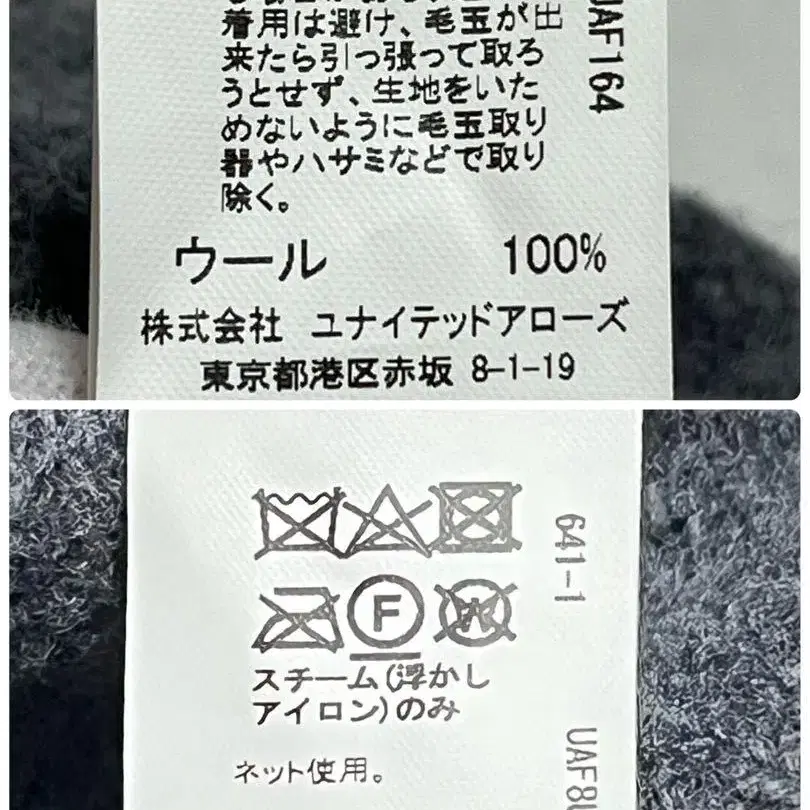 着用は避け、毛玉が出
来たら引っ張って取ろ
うとせず、生地をいた
めないように毛玉取り
器やハサミなどで取り
除く。
ウール 100%
株式会社 ユナイテッドアローズ
東京都港区赤坂 8-1-19
UAF164
F
W
641-1
スチーム(浮かし
アイロン)のみ
ネット使用。